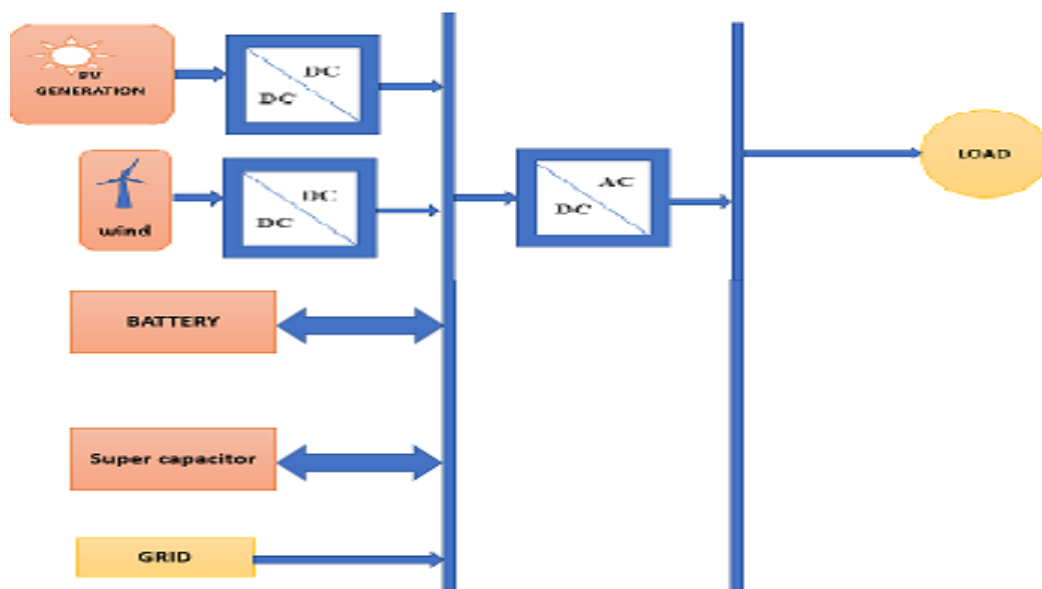 GENERATION
DC
DC
wind
DC
DC
AC
DC
LOAD
BATTERY
Super capacitor
GRID